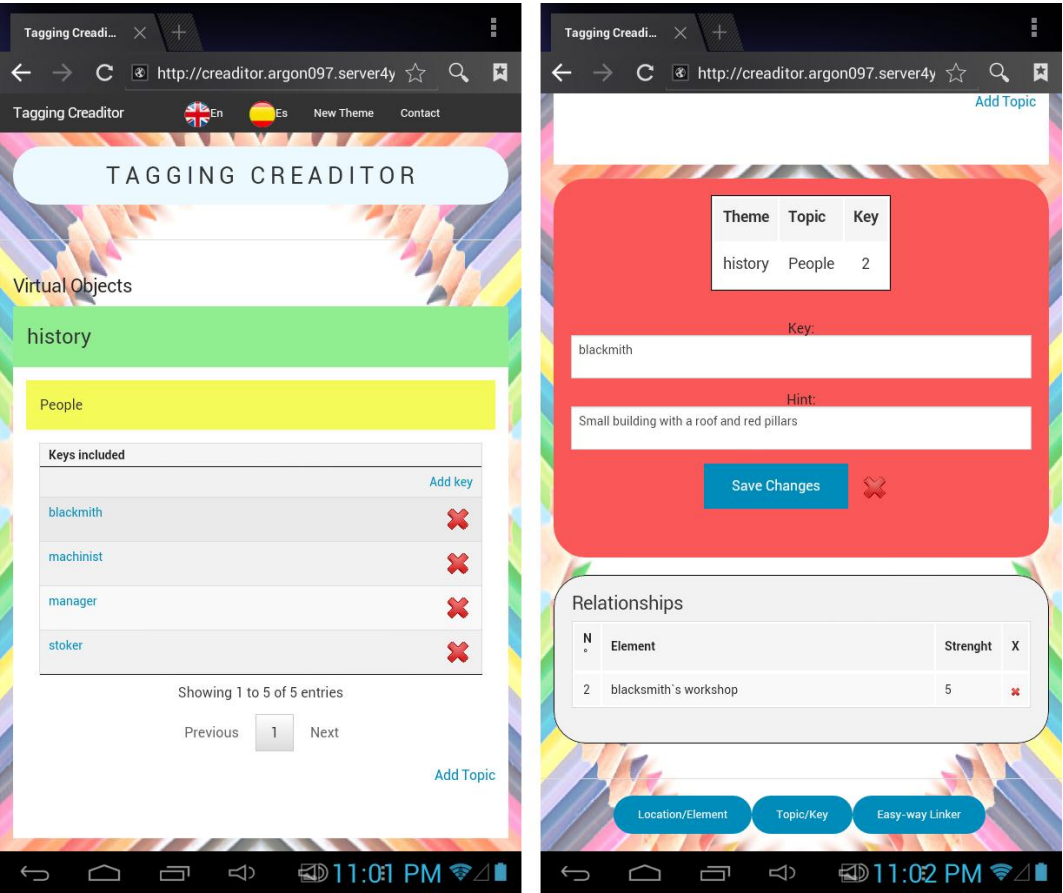 Tagging Creadi...
http://creaditor.argon097.server4y
Tagging Creaditor En Es New Theme Contact
TAGGING CREADITOR
Virtual Objects
history
People
Keys included
Add key
blackmith
machinist
manager
stoker
Showing 1 to 5 of 5 entries
Previous 1 Next
Add Topic
11:01 PM
Tagging Creadi...
http://creaditor.argon097.server4y
Add Topic
Theme Topic Key
history People 2
Key:
blackmith
Hint:
Small building with a roof and red pillars
Save Changes
Relationships
N° Element Strenght X
2 blacksmith`s workshop 5
Location/Element Topic/Key Easy-way Linker
11:02 PM